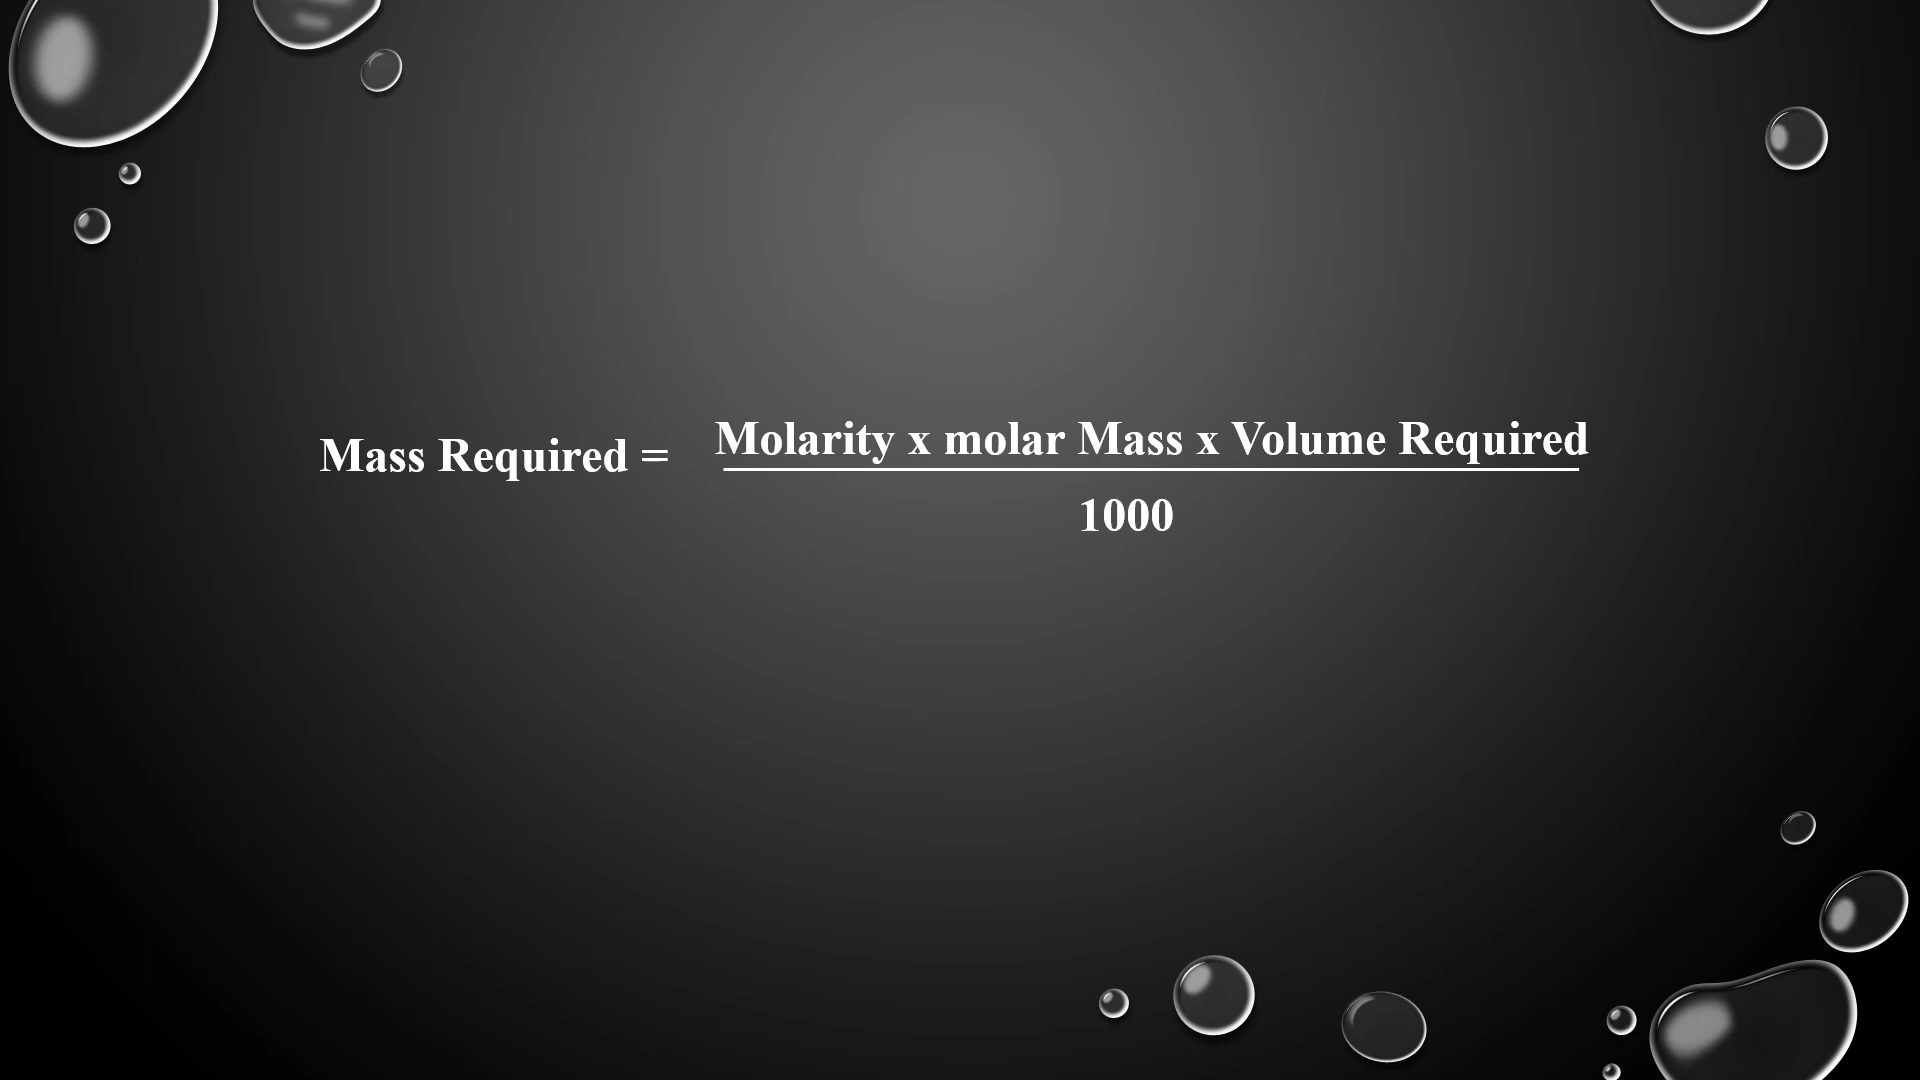 Mass Required = Molarity x molar Mass x Volume Required
1000